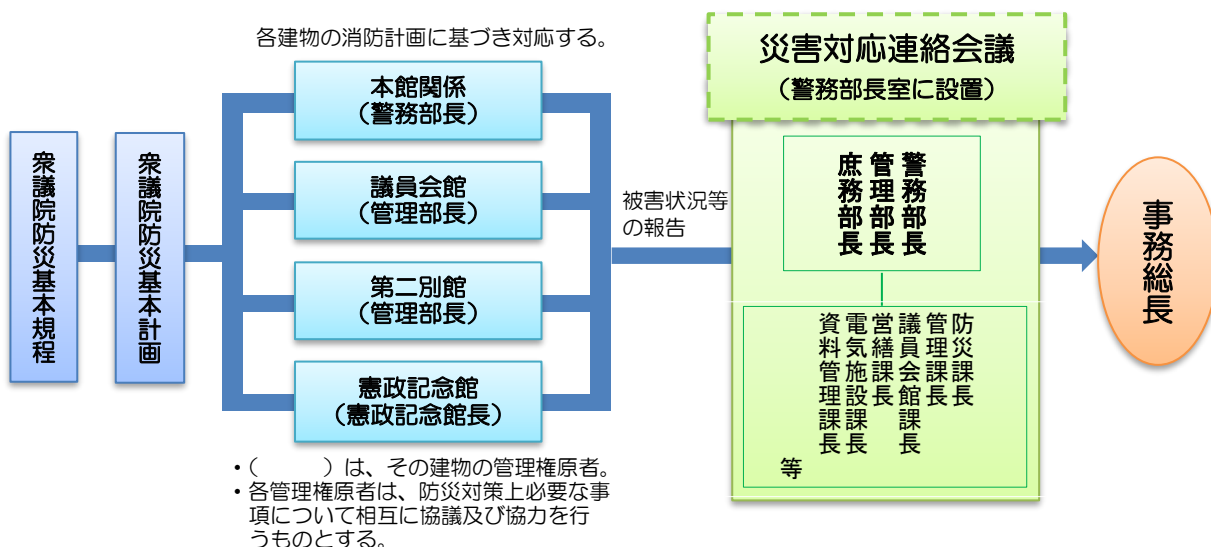 衆議院防災基本規程
衆議院防災基本計画
各建物の消防計画に基づき対応する。
本館関係
（警務部長）
議員会館
（管理部長）
第二別館
（管理部長）
憲政記念館
（憲政記念館長）
・（　　　）は、その建物の管理権原者。
・各管理権原者は、防災対策上必要な事
項について相互に協議及び協力を行
うものとする。
被害状況等
の報告
災害対応連絡会議
（警務部長室に設置）
警務部長
管理部長
庶務部長
防災課長
管理課長
議員会館課長
営繕課長
電気施設課長
資料管理課長
等
事務総長